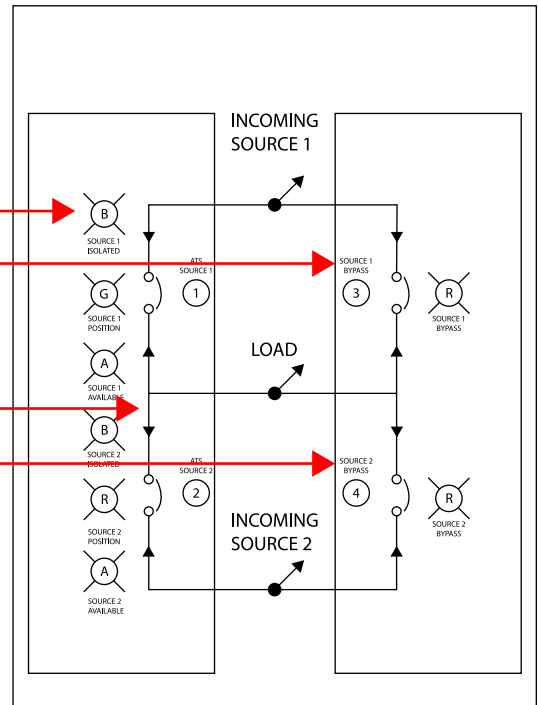 INCOMING
SOURCE 1
B
SOURCE 1
ISOLATED
ATS
SOURCE 1
1
SOURCE 1
BYPASS
3
G
SOURCE 1
POSITION
R
SOURCE 1
BYPASS
LOAD
A
SOURCE 1
AVAILABLE
B
SOURCE 2
ISOLATED
ATS
SOURCE 2
2
SOURCE 2
BYPASS
4
R
SOURCE 2
POSITION
R
SOURCE 2
BYPASS
INCOMING
SOURCE 2
A
SOURCE 2
AVAILABLE